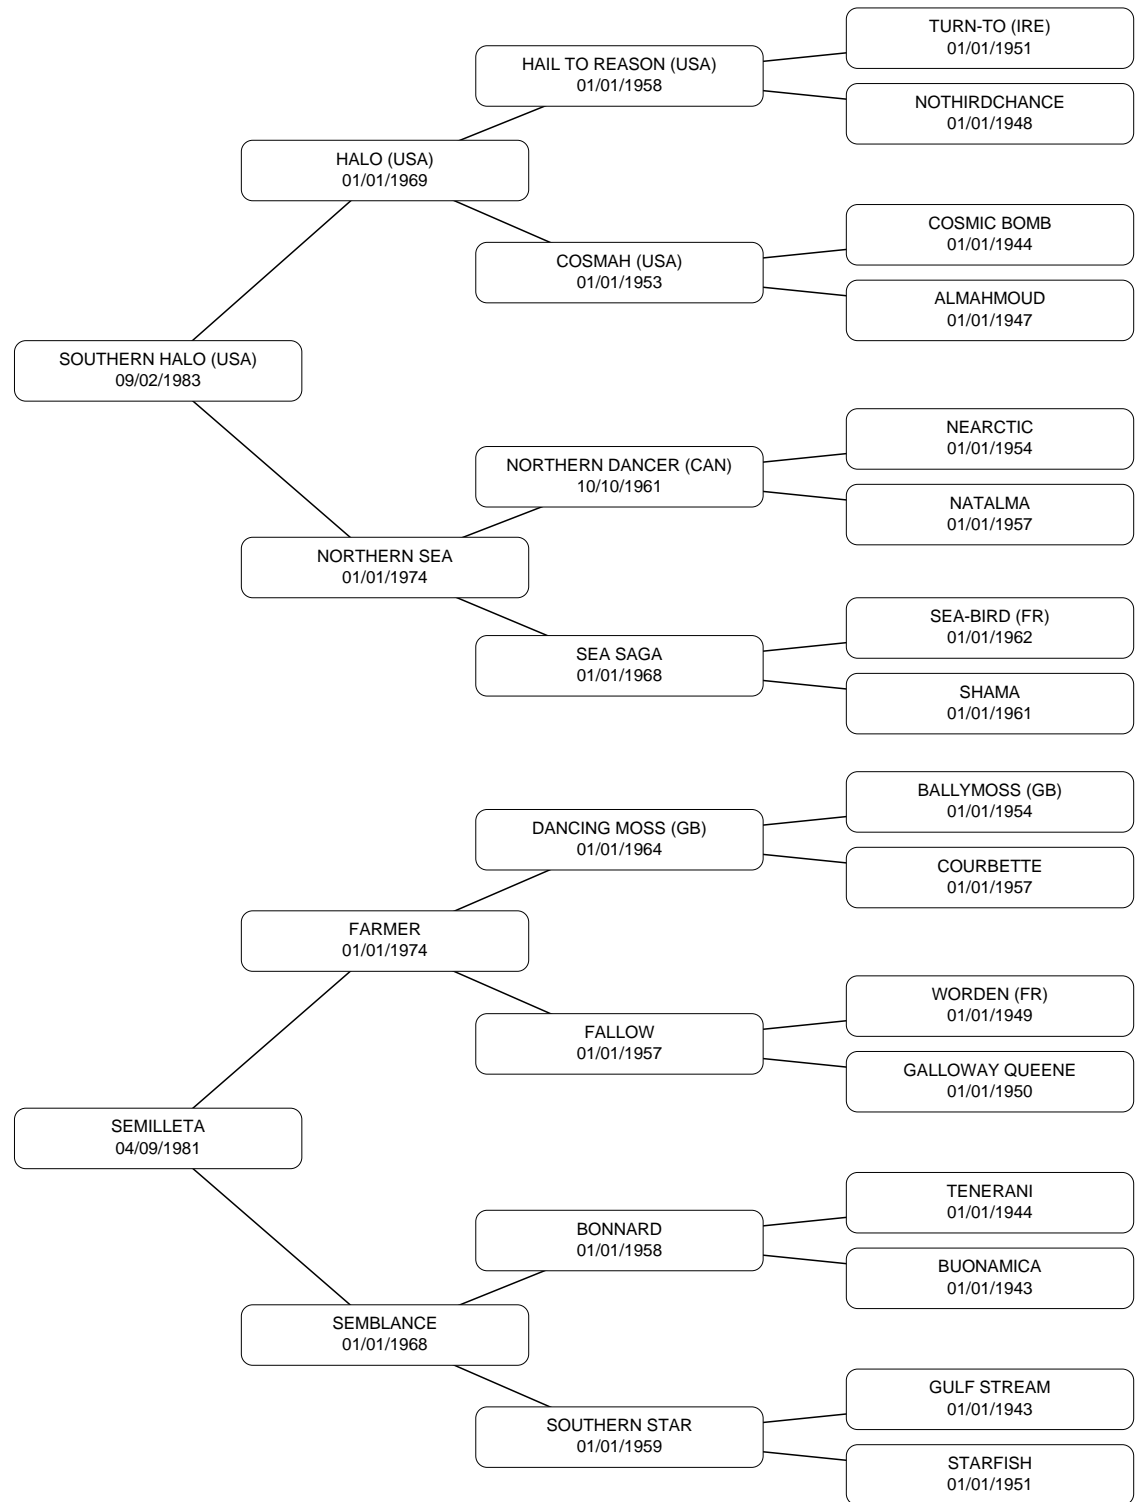 TURN-TO (IRE)
01/01/1951
HAIL TO REASON (USA)
01/01/1958
NOTHIRDCHANCE
01/01/1948
HALO (USA)
01/01/1969
COSMIC BOMB
01/01/1944
COSMAH (USA)
01/01/1953
ALMAHMOUD
01/01/1947
SOUTHERN HALO (USA)
09/02/1983
NEARCTIC
01/01/1954
NORTHERN DANCER (CAN)
10/10/1961
NATALMA
01/01/1957
NORTHERN SEA
01/01/1974
SEA-BIRD (FR)
01/01/1962
SEA SAGA
01/01/1968
SHAMA
01/01/1961
BALLYMOSS (GB)
01/01/1954
DANCING MOSS (GB)
01/01/1964
COURBETTE
01/01/1957
FARMER
01/01/1974
WORDEN (FR)
01/01/1949
FALLOW
01/01/1957
GALLOWAY QUEENE
01/01/1950
SEMILLETA
04/09/1981
TENERANI
01/01/1944
BONNARD
01/01/1958
BUONAMICA
01/01/1943
SEMBLANCE
01/01/1968
GULF STREAM
01/01/1943
SOUTHERN STAR
01/01/1959
STARFISH
01/01/1951